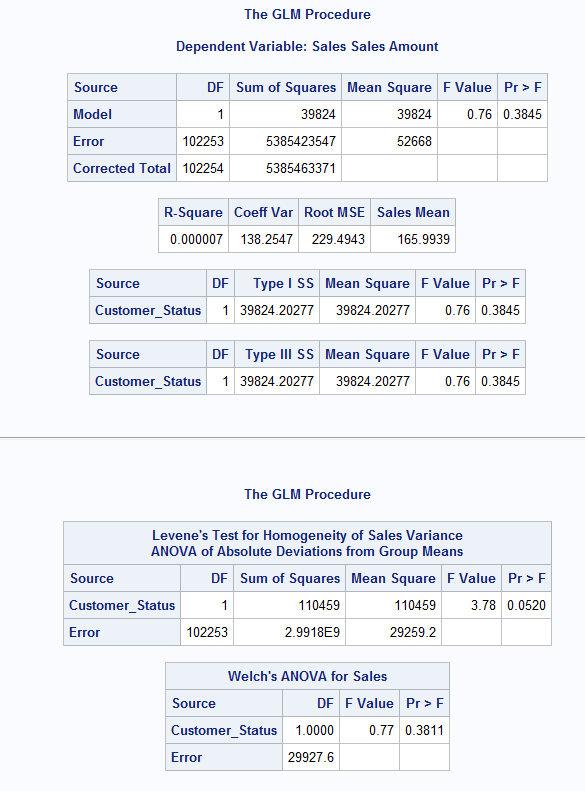 The GLM Procedure
Dependent Variable: Sales Sales Amount
Source DF Sum of Squares Mean Square F Value Pr > F
Model 1 39824 39824 0.76 0.3845
Error 102253 5385423547 52668
Corrected Total 102254 5385463371
R-Square Coeff Var Root MSE Sales Mean
0.000007 138.2547 229.4943 165.9939
Source DF Type I SS Mean Square F Value Pr > F
Customer_Status 1 39824.20277 39824.20277 0.76 0.3845
Source DF Type III SS Mean Square F Value Pr > F
Customer_Status 1 39824.20277 39824.20277 0.76 0.3845
The GLM Procedure
Levene's Test for Homogeneity of Sales Variance
ANOVA of Absolute Deviations from Group Means
Source DF Sum of Squares Mean Square F Value Pr > F
Customer_Status 1 110459 110459 3.78 0.0520
Error 102253 2.9918E9 29259.2
Welch's ANOVA for Sales
Source DF F Value Pr > F
Customer_Status 1.0000 0.77 0.3811
Error 29927.6